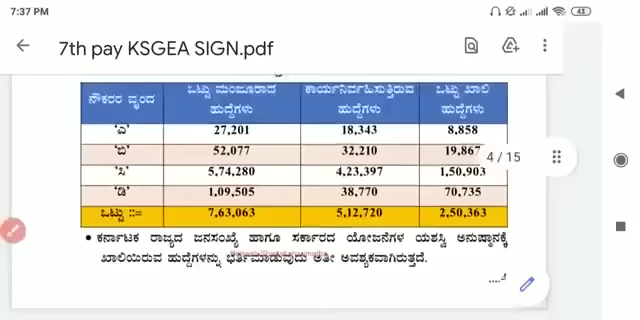 7:37 PM
43
7th pay KSGEA SIGN.pdf
ನೌಕರರ ವೃಂದ ಒಟ್ಟು ಮಂಜೂರಾದ ಹುದ್ದೆಗಳು ಕಾರ್ಯನಿರ್ವಹಿಸುತ್ತಿರುವ ಹುದ್ದೆಗಳು ಒಟ್ಟು ಖಾಲಿ ಹುದ್ದೆಗಳು
'ಎ' 27,201 18,343 8,858
'ಬಿ' 52,077 32,210 19,867
4 / 15
'ಸಿ' 5,74,280 4,23,397 1,50,903
'ಡಿ' 1,09,505 38,770 70,735
ಒಟ್ಟು ::= 7,63,063 5,12,720 2,50,363
• ಕರ್ನಾಟಕ ರಾಜ್ಯದ ಜನಸಂಖ್ಯೆ ಹಾಗೂ ಸರ್ಕಾರದ ಯೋಜನೆಗಳ ಯಶಸ್ವಿ ಅನುಷ್ಠಾನಕ್ಕೆ
ಖಾಲಿಯಿರುವ ಹುದ್ದೆಗಳನ್ನು ಭರ್ತಿಮಾಡುವುದು ಅತೀ ಅವಶ್ಯಕವಾಗಿರುತ್ತದೆ.